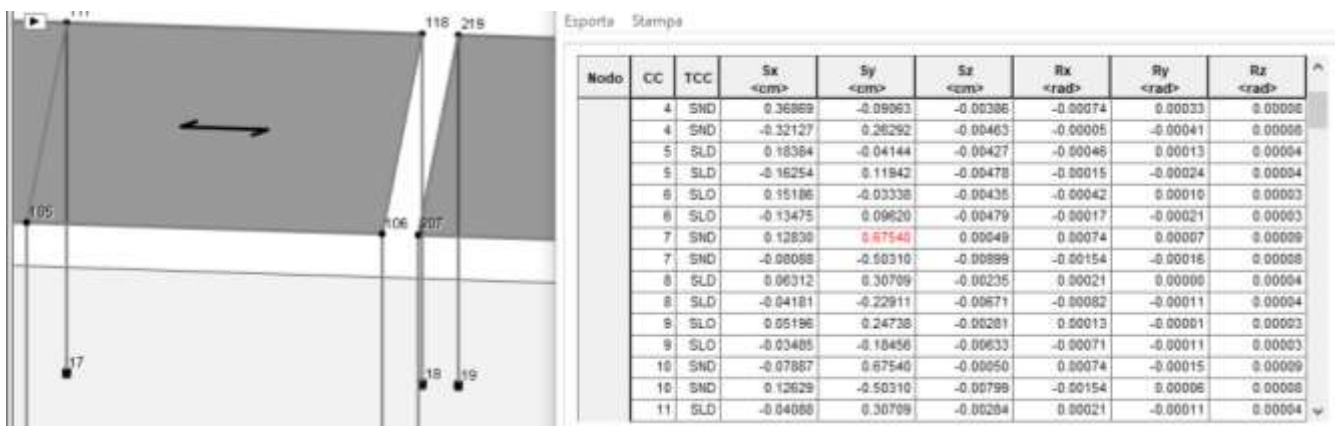 118 219
Esporta Stampa
105
106 207
17
18 19
Nodo CC TCC Sx <cm> Sy <cm> Sz <cm> Rx <rad> Ry <rad> Rz <rad>
4 SND 0.36869 -0.09063 -0.00386 -0.00074 0.00033 0.00008
4 SND -0.32127 0.26292 -0.00463 -0.00005 -0.00041 0.00008
5 SLD 0.18384 -0.04144 -0.00427 -0.00046 0.00013 0.00004
5 SLD -0.16254 0.11942 -0.00478 -0.00015 -0.00024 0.00004
6 SLO 0.15186 -0.03338 -0.00435 -0.00042 0.00010 0.00003
6 SLO -0.13475 0.09620 -0.00479 -0.00017 -0.00021 0.00003
7 SND 0.12830 0.67540 0.00049 0.00074 0.00007 0.00009
7 SND -0.08088 -0.50310 -0.00899 -0.00154 -0.00016 0.00008
8 SLD 0.06312 0.30709 -0.00235 0.00021 0.00000 0.00004
8 SLD -0.04181 -0.22911 -0.00671 -0.00082 -0.00011 0.00004
9 SLO 0.05196 0.24738 -0.00281 0.00013 -0.00001 0.00003
9 SLO -0.03485 -0.18456 -0.00633 -0.00071 -0.00011 0.00003
10 SND -0.07887 0.67540 -0.00050 0.00074 -0.00015 0.00009
10 SND 0.12629 -0.50310 -0.00799 -0.00154 0.00006 0.00008
11 SLD -0.04088 0.30709 -0.00284 0.00021 -0.00011 0.00004